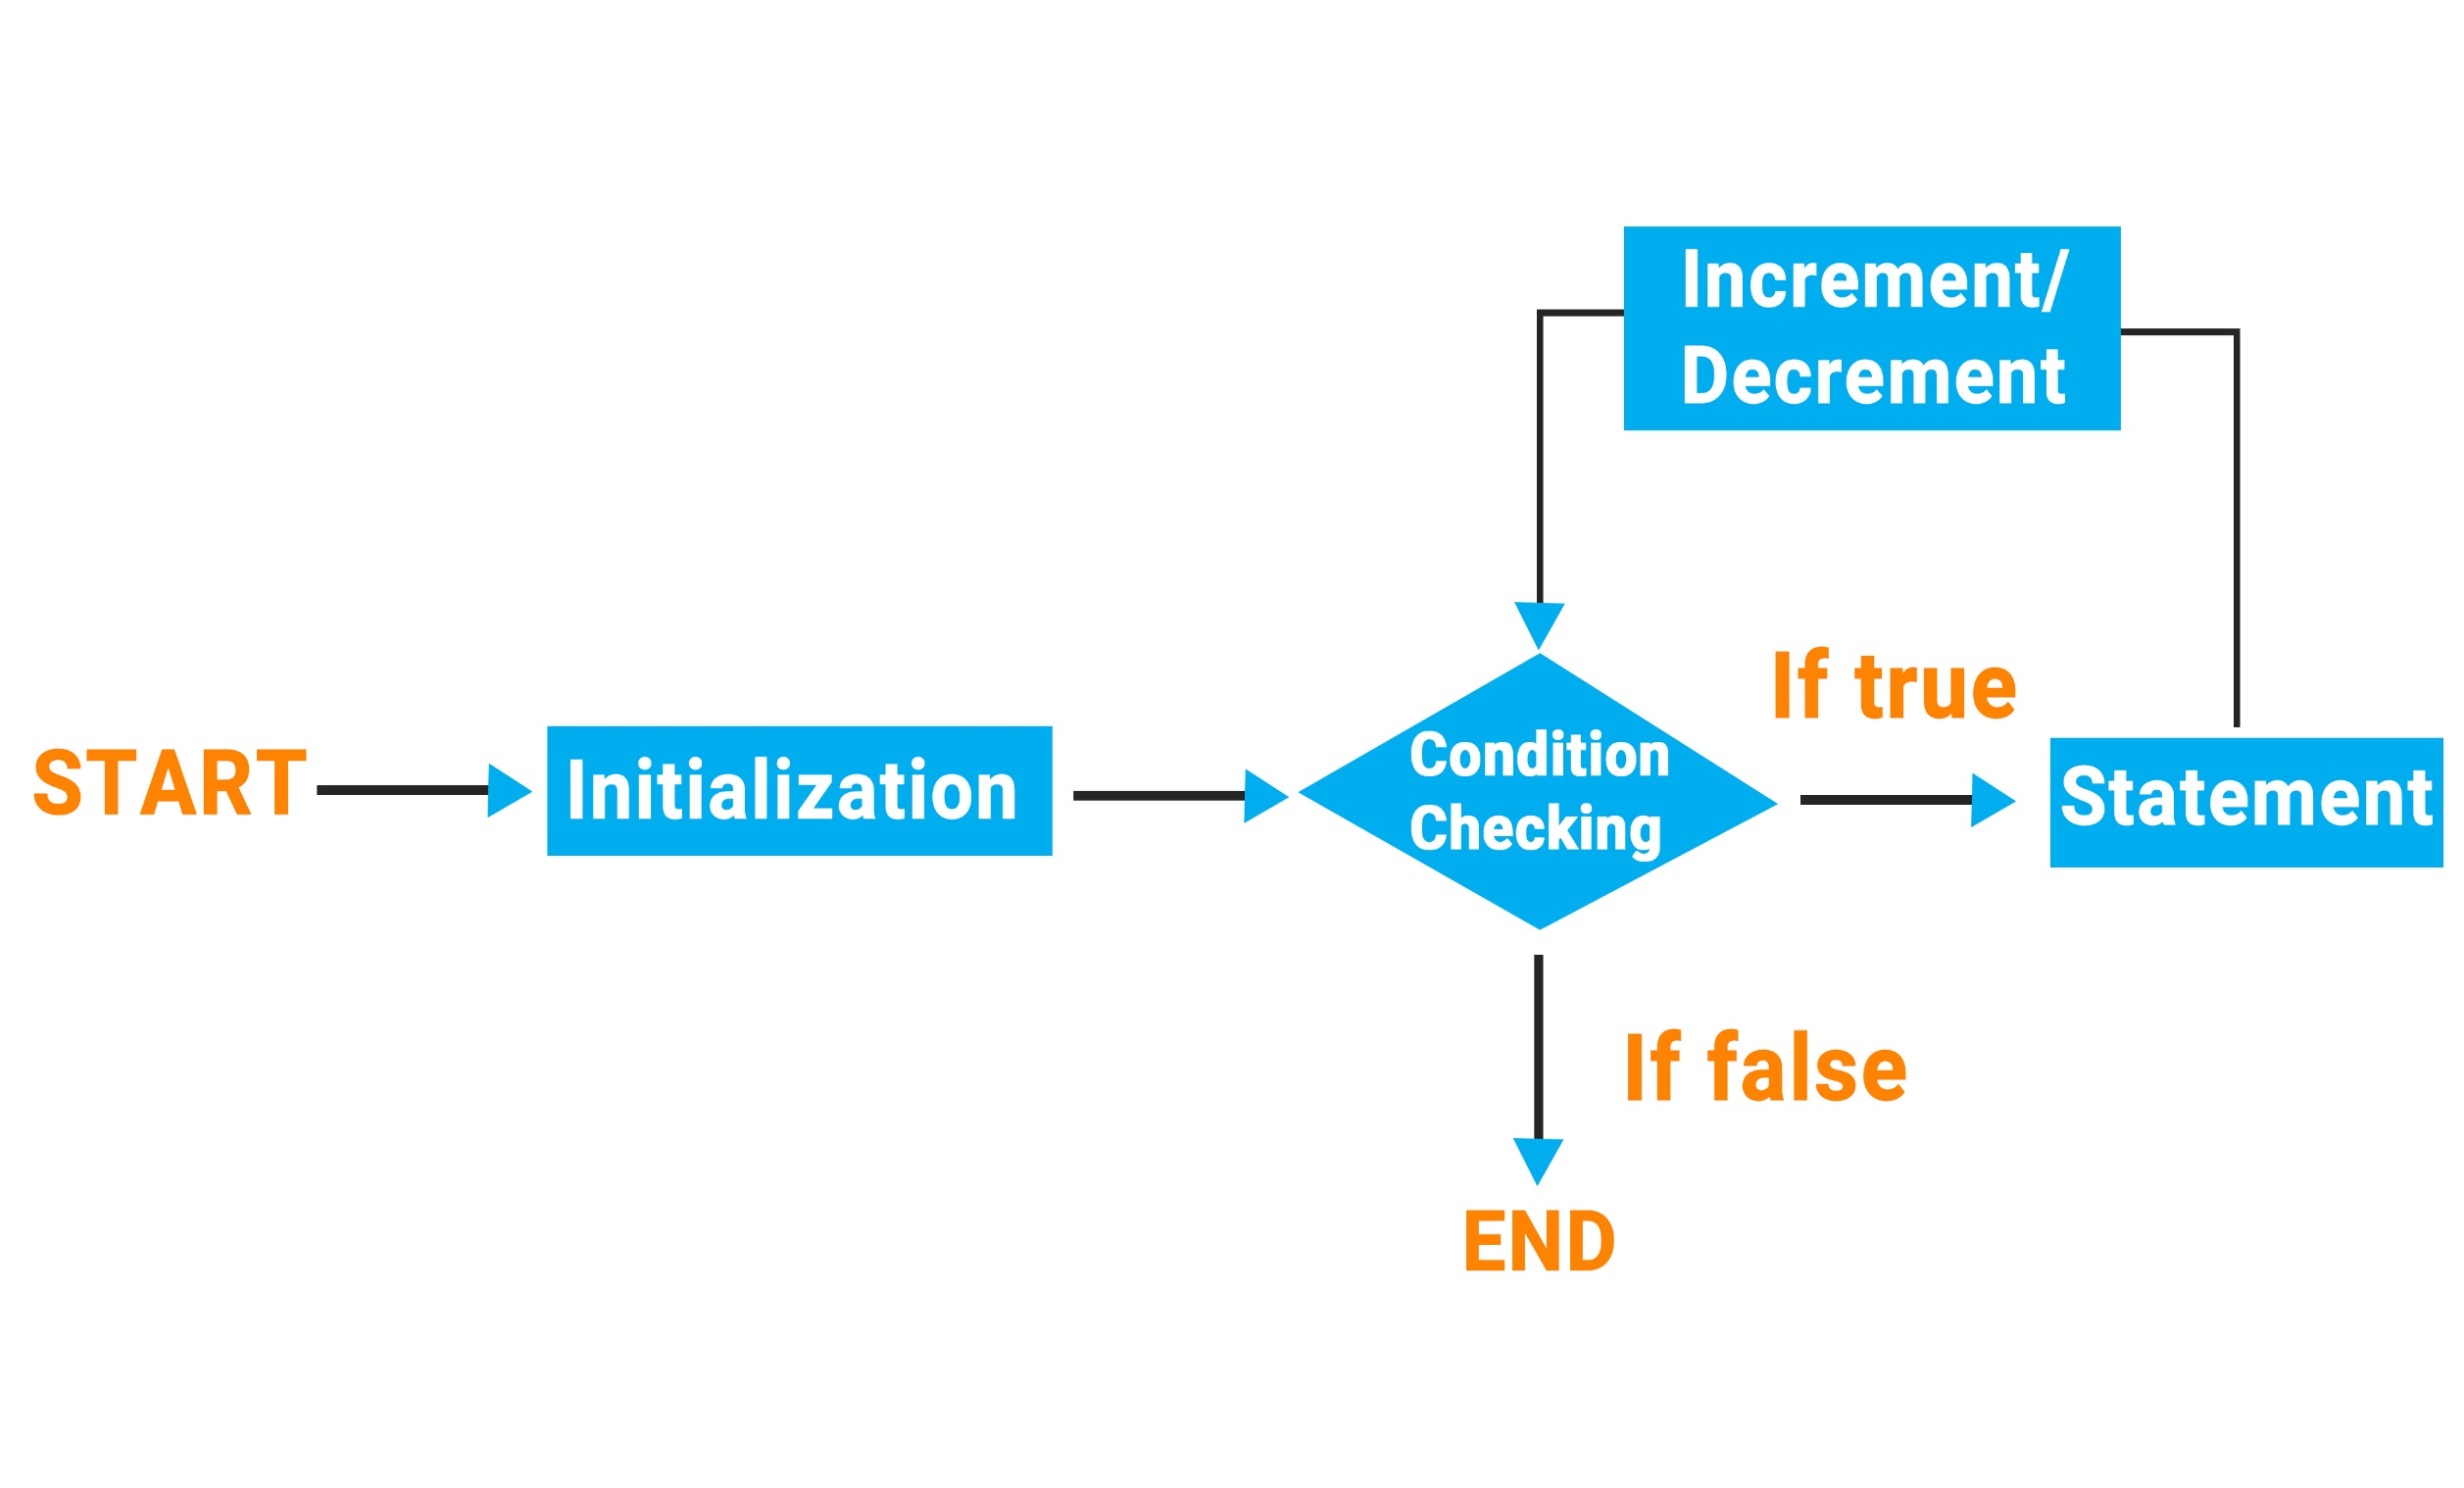 Increment/
Decrement
If true
START
Initialization
Condition
Checking
Statement
If false
END